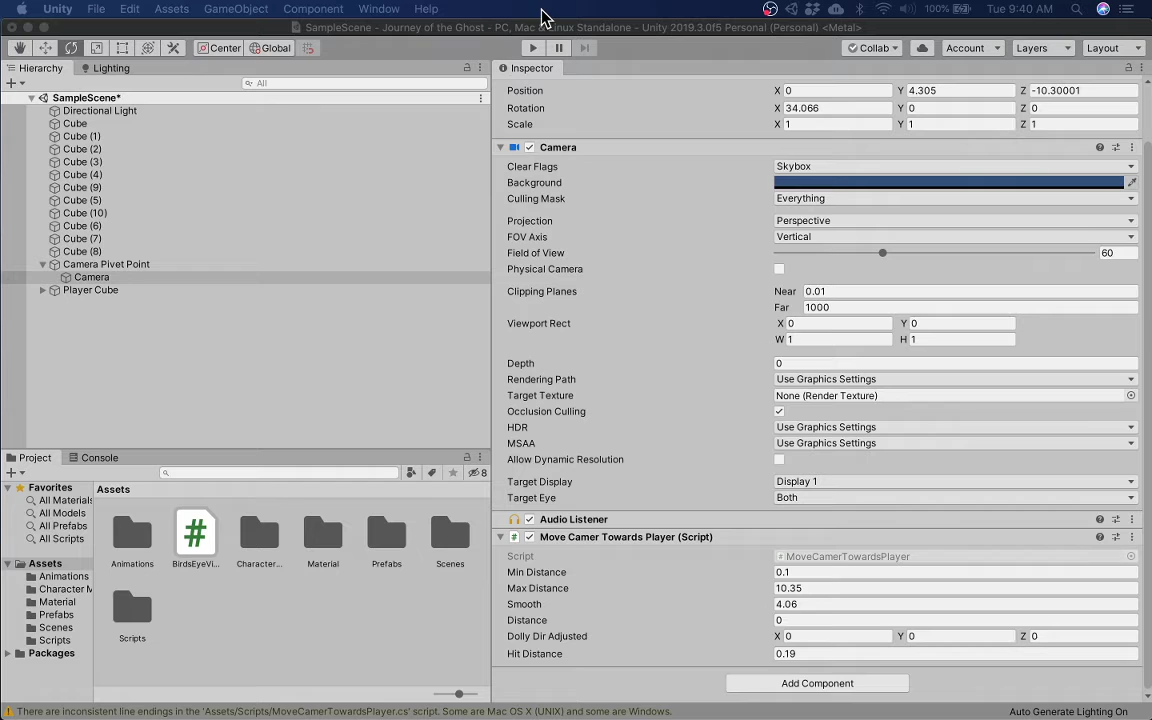 Unity File Edit Assets GameObject Component Window Help 100% Tue 9:40 AM
SampleScene - Journey of the Ghost - PC, Mac & Linux Standalone - Unity 2019.3.0f5 Personal (Personal) <Metal>
Center Global Collab Account Layers Layout
Hierarchy Lighting Inspector
All
SampleScene*
Directional Light
Cube
Cube (1)
Cube (2)
Cube (3)
Cube (4)
Cube (9)
Cube (5)
Cube (10)
Cube (6)
Cube (7)
Cube (8)
Camera Pivet Point
Camera
Player Cube
Position X 0 Y 4.305 Z -10.30001
Rotation X 34.066 Y 0 Z 0
Scale X 1 Y 1 Z 1
Camera
Clear Flags Skybox
Background
Culling Mask Everything
Projection Perspective
FOV Axis Vertical
Field of View 60
Physical Camera
Clipping Planes Near 0.01
Far 1000
Viewport Rect X 0 Y 0
W 1 H 1
Depth 0
Rendering Path Use Graphics Settings
Target Texture None (Render Texture)
Occlusion Culling
HDR Use Graphics Settings
MSAA Use Graphics Settings
Allow Dynamic Resolution
Target Display Display 1
Target Eye Both
Audio Listener
# Move Camer Towards Player (Script)
Script # MoveCamerTowardsPlayer
Min Distance 0.1
Max Distance 10.35
Smooth 4.06
Distance 0
Dolly Dir Adjusted X 0 Y 0 Z 0
Hit Distance 0.19
Add Component
Project Console
8
Favorites
All Materials
All Models
All Prefabs
All Scripts
Assets
Animations
Character M
Material
Prefabs
Scenes
Scripts
Packages
Assets
#
Animations BirdsEyeVi... Character... Material Prefabs Scenes
Scripts
There are inconsistent line endings in the 'Assets/Scripts/MoveCamerTowardsPlayer.cs' script. Some are Mac OS X (UNIX) and some are Windows. Auto Generate Lighting On